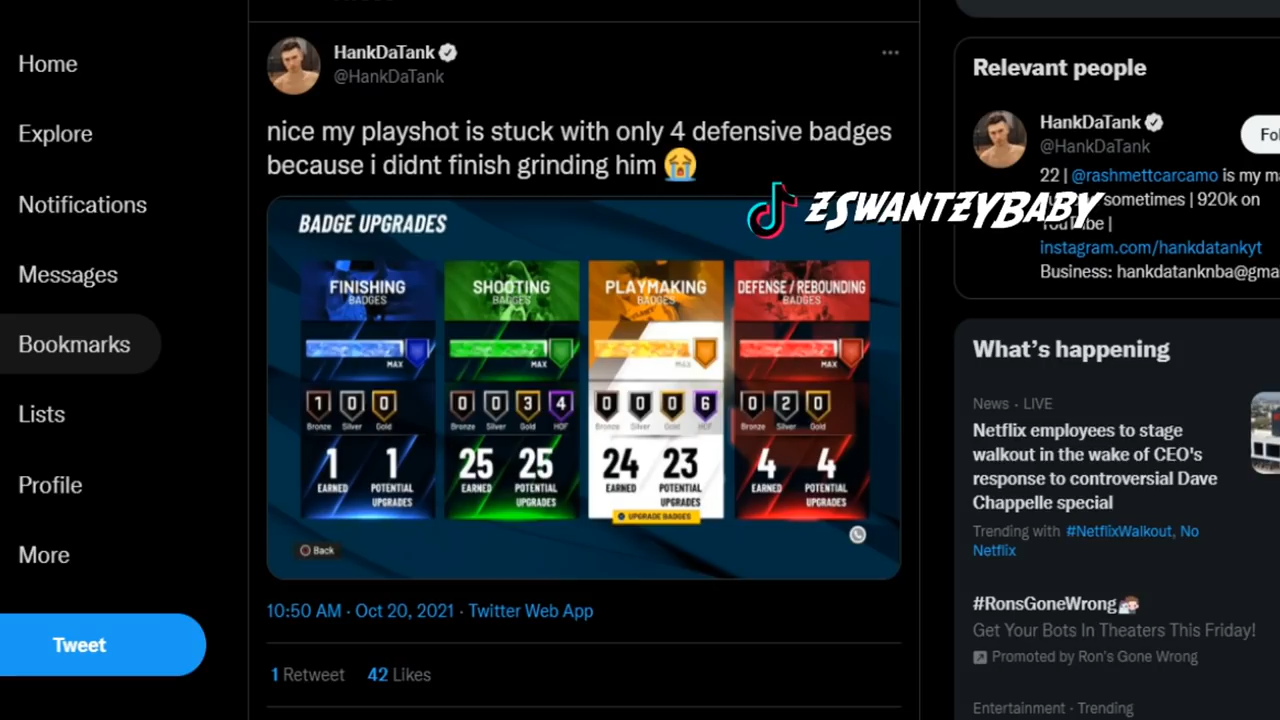 Home
Explore
Notifications
Messages
Bookmarks
Lists
Profile
More
Tweet
HankDaTank
@HankDaTank
nice my playshot is stuck with only 4 defensive badges
because i didnt finish grinding him 😭
ZSWANTZYBABY
BADGE UPGRADES
FINISHING
BADGES
MAX
1 0 0
Bronze Silver Gold
1 1
EARNED POTENTIAL
UPGRADES
SHOOTING
BADGES
MAX
0 0 3 4
Bronze Silver Gold HOF
25 25
EARNED POTENTIAL
UPGRADES
PLAYMAKING
BADGES
MAX
0 0 0 6
Bronze Silver Gold HOF
24 23
EARNED POTENTIAL
UPGRADES
UPGRADE BADGES
DEFENSE / REBOUNDING
BADGES
MAX
0 2 0
Bronze Silver Gold
4 4
EARNED POTENTIAL
UPGRADES
Back
10:50 AM · Oct 20, 2021 · Twitter Web App
1 Retweet 42 Likes
Relevant people
HankDaTank
@HankDaTank
Fol
22 | @rashmettcarcamo is my ma
sometimes | 920k on
instagram.com/hankdatankyt
Business: hankdatanknba@gma
What's happening
News · LIVE
Netflix employees to stage
walkout in the wake of CEO's
response to controversial Dave
Chappelle special
Trending with #NetflixWalkout, No
Netflix
#RonsGoneWrong
Get Your Bots In Theaters This Friday!
Promoted by Ron's Gone Wrong
Entertainment · Trending